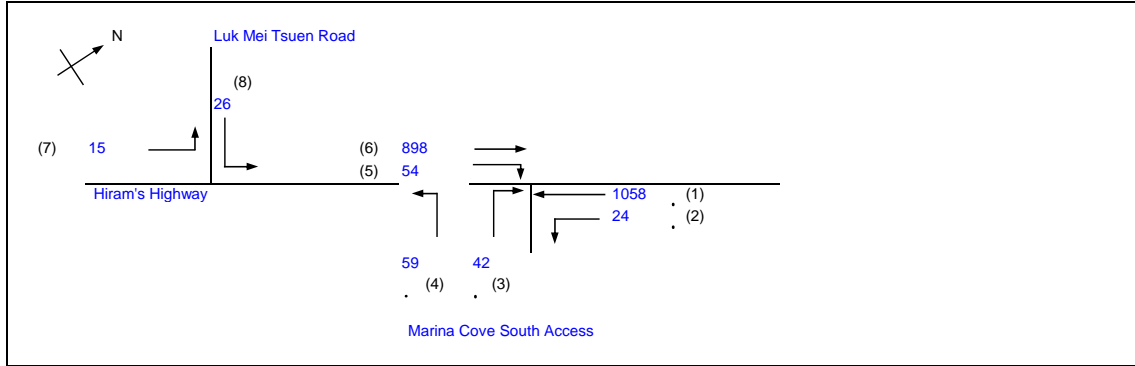 N
Luk Mei Tsuen Road
(8)
26
(7) 15
(6) 898
(5) 54
Hiram's Highway
1058 (1)
24 (2)
59 42
(4) (3)
Marina Cove South Access